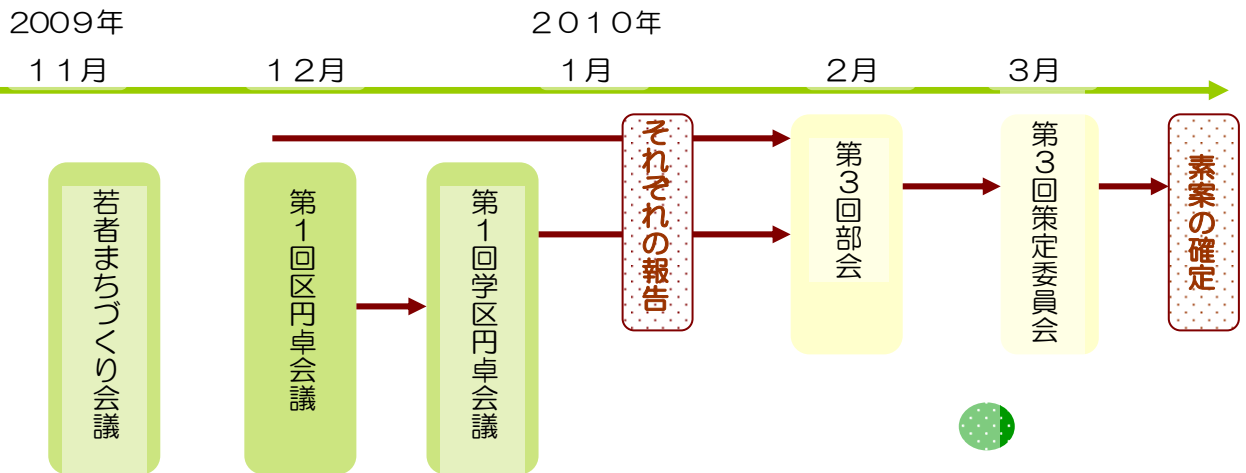 2009年
２０１０年
１１月
１２月
１月
２月
３月
若者まちづくり会議
第１回区円卓会議
第１回学区円卓会議
それぞれの報告
第３回部会
第３回策定委員会
素案の確定